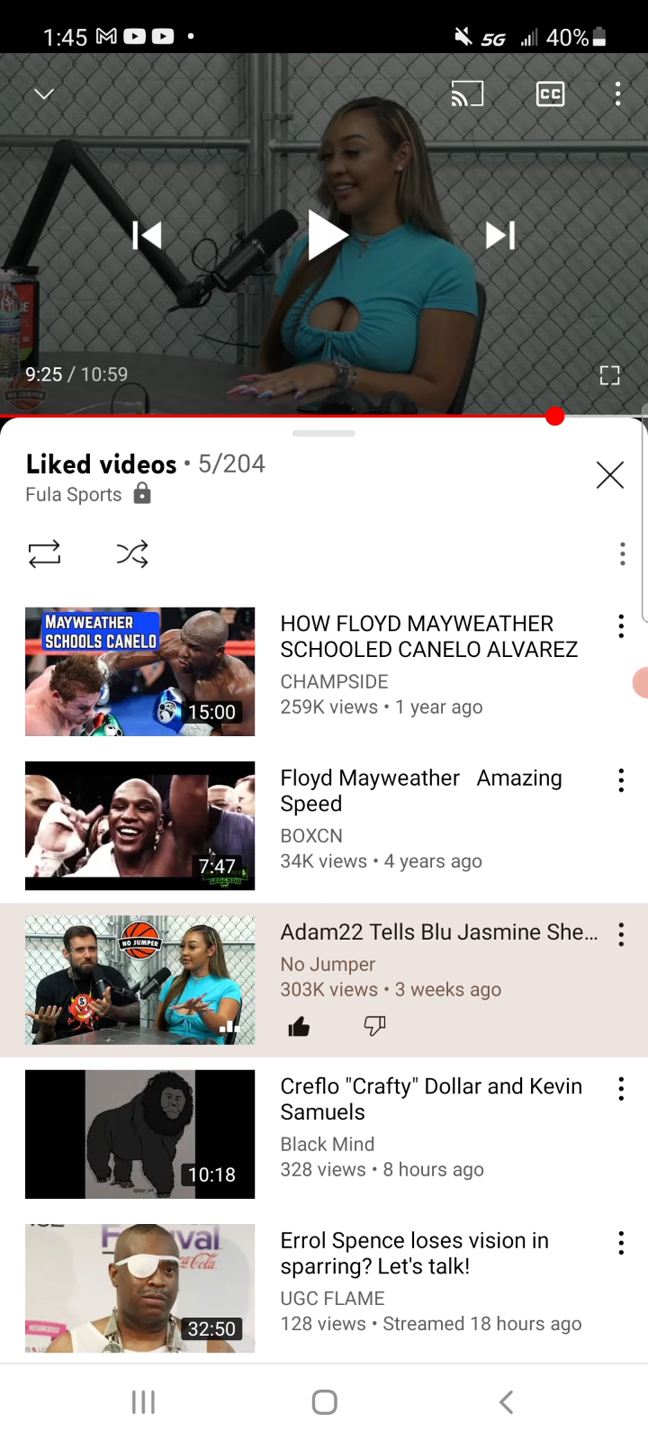 1:45
5G
40%
CC
9:25 / 10:59
Liked videos • 5/204
Fula Sports
MAYWEATHER
SCHOOLS CANELO
15:00
HOW FLOYD MAYWEATHER
SCHOOLED CANELO ALVAREZ
CHAMPSIDE
259K views • 1 year ago
7:47
Floyd Mayweather Amazing
Speed
BOXCN
34K views • 4 years ago
NO JUMPER
Adam22 Tells Blu Jasmine She...
No Jumper
303K views • 3 weeks ago
10:18
Creflo "Crafty" Dollar and Kevin
Samuels
Black Mind
328 views • 8 hours ago
Coca-Cola
32:50
Errol Spence loses vision in
sparring? Let's talk!
UGC FLAME
128 views • Streamed 18 hours ago